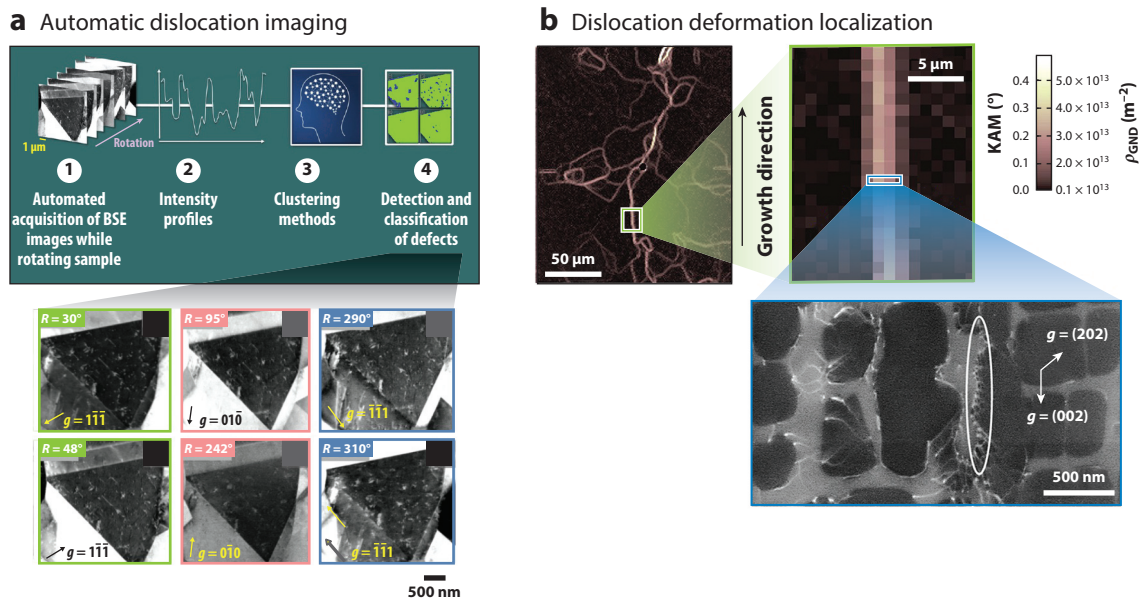 a Automatic dislocation imaging
1 µm
Rotation
1
2
3
4
Automated
acquisition of BSE
images while
rotating sample
Intensity
profiles
Clustering
methods
Detection and
classification
of defects
R = 30°
g = 11̅1̅
R = 95°
g = 010̅
R = 290°
g = 1̅1̅1
R = 48°
g = 11̅1̅
R = 242°
g = 01̅0
R = 310°
g = 1̅1̅1
500 nm
b Dislocation deformation localization
50 µm
Growth direction
5 µm
KAM (°)
0.4
0.3
0.2
0.1
0.0
5.0 × 10¹³
4.0 × 10¹³
3.0 × 10¹³
2.0 × 10¹³
0.1 × 10¹³
ρGND (m⁻²)
g = (202)
g = (002)
500 nm